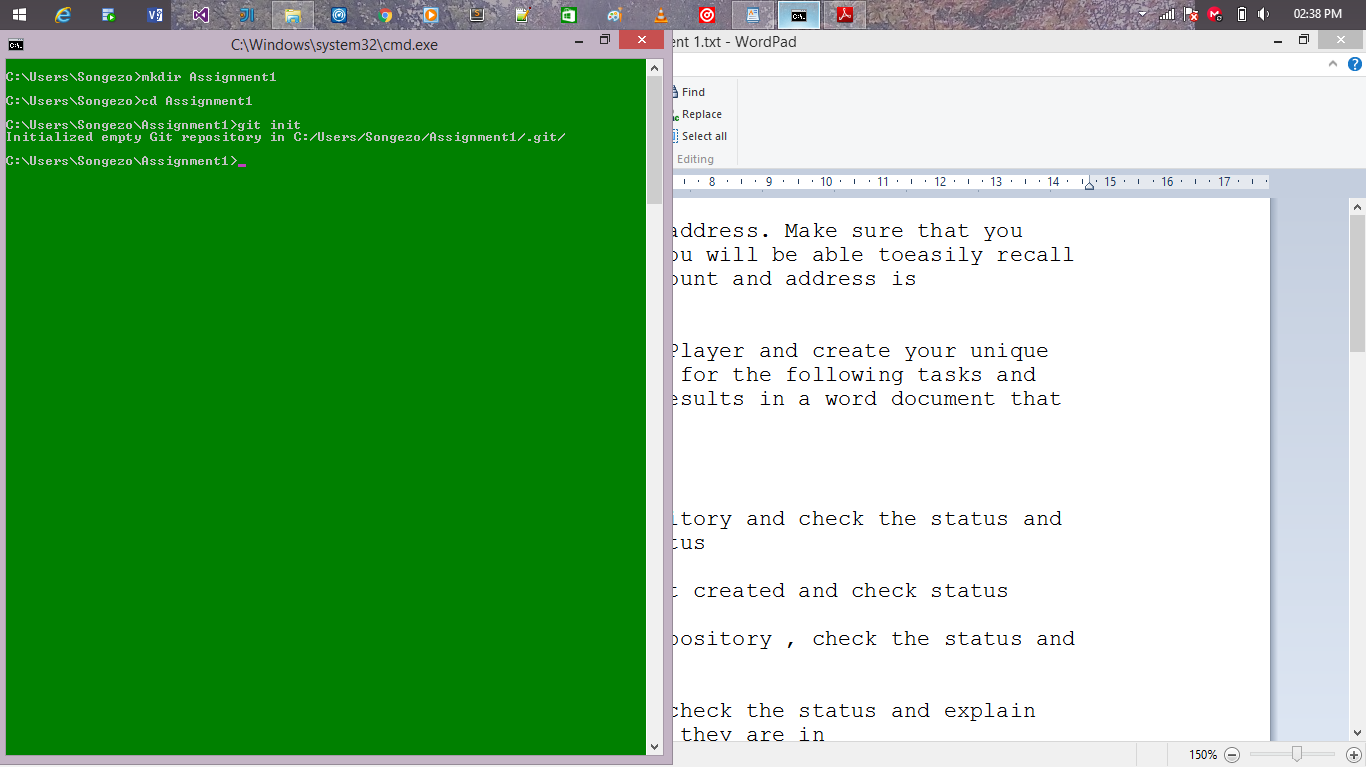 02:38 PM
C:\Windows\system32\cmd.exe
ent 1.txt - WordPad
C:\Users\Songezo>mkdir Assignment1
C:\Users\Songezo>cd Assignment1
C:\Users\Songezo\Assignment1>git init
Initialized empty Git repository in C:/Users/Songezo/Assignment1/.git/
C:\Users\Songezo\Assignment1>
Find
Replace
Select all
Editing
8 9 10 11 12 13 14 15 16 17
address. Make sure that you
ou will be able toeasily recall
ount and address is
Player and create your unique
for the following tasks and
esults in a word document that
itory and check the status and
tus
t created and check status
pository , check the status and
check the status and explain
they are in
150%